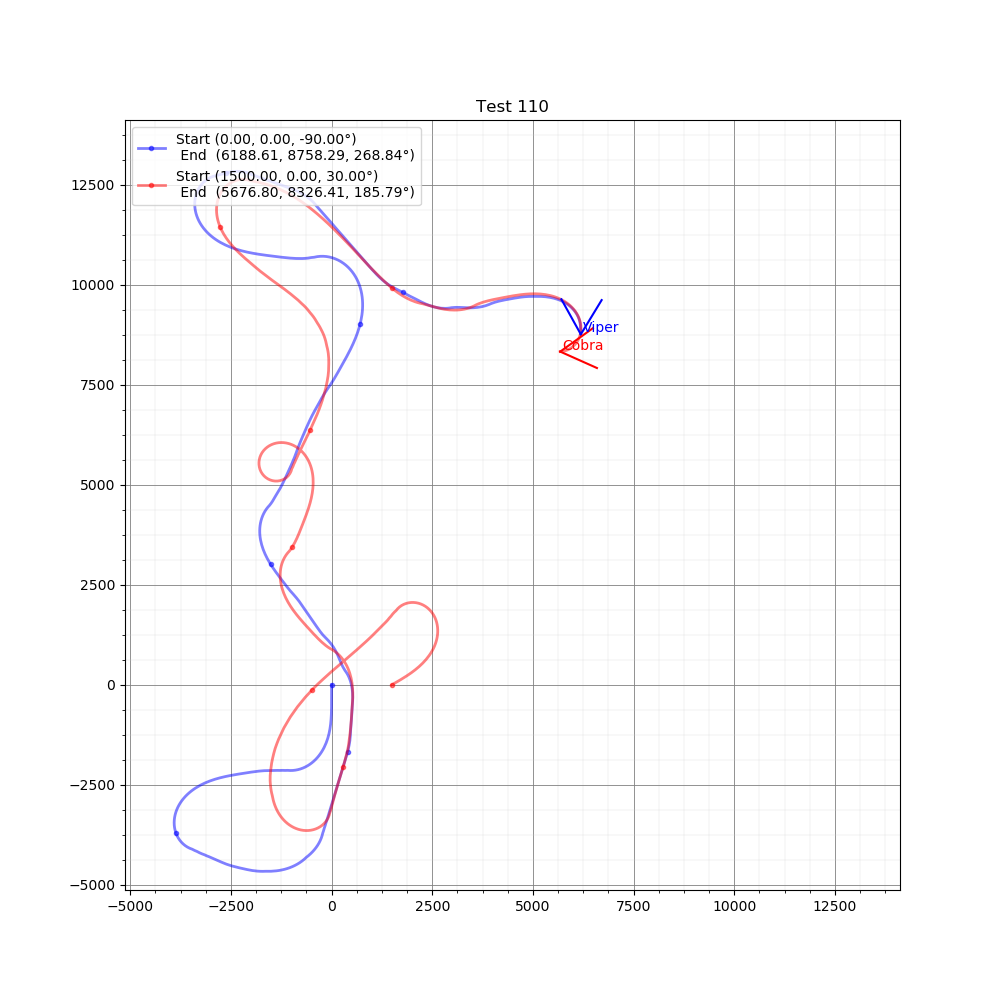 Test 110
Start (0.00, 0.00, -90.00°)
End (6188.61, 8758.29, 268.84°)
Start (1500.00, 0.00, 30.00°)
End (5676.80, 8326.41, 185.79°)
12500
10000
7500
5000
2500
0
−2500
−5000
Viper
Cobra
−5000 −2500 0 2500 5000 7500 10000 12500